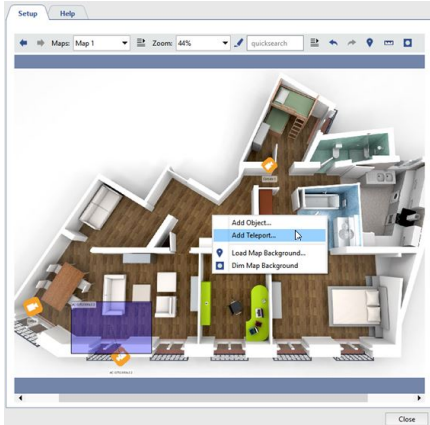 Setup Help
Maps: Map 1 Zoom: 44% quicksearch
Add Object...
Add Teleport...
Load Map Background...
Dim Map Background
Close